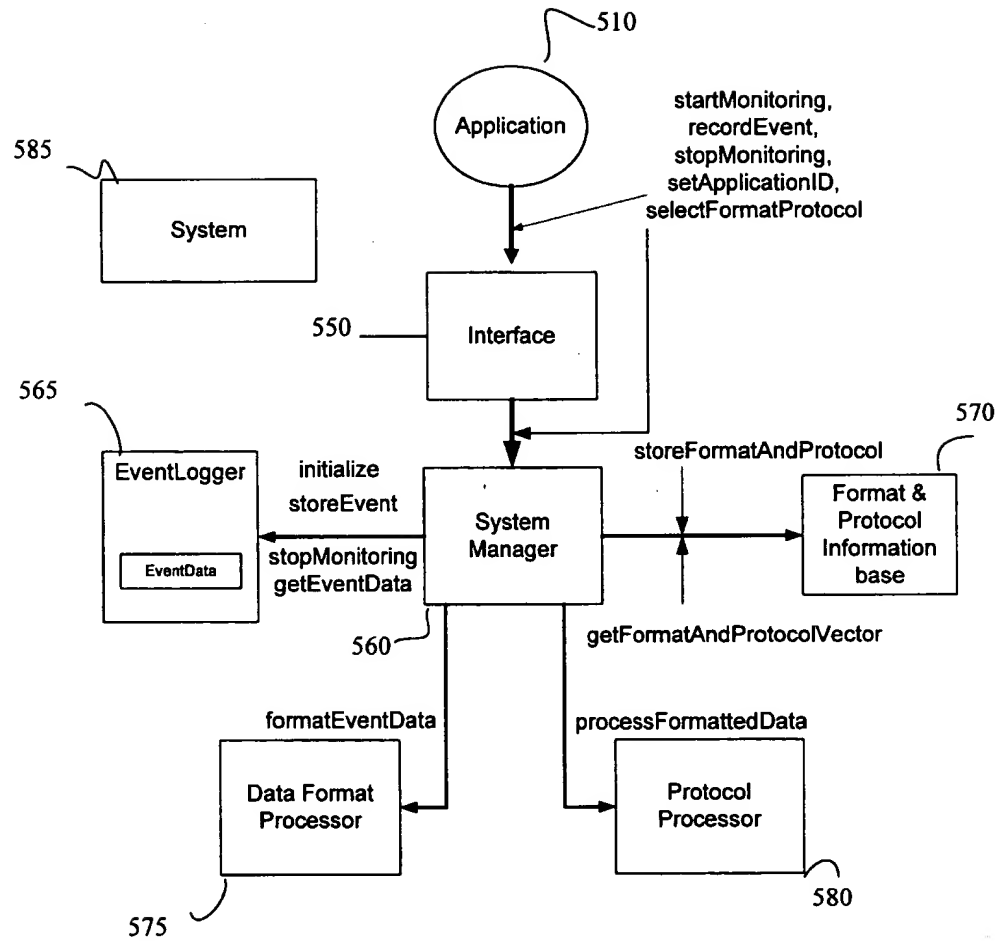 510
Application
startMonitoring,
recordEvent,
stopMonitoring,
setApplicationID,
selectFormatProtocol
585
System
550
Interface
565
EventLogger
EventData
initialize
storeEvent
stopMonitoring
getEventData
System
Manager
560
storeFormatAndProtocol
getFormatAndProtocolVector
570
Format &
Protocol
Information
base
formatEventData
processFormattedData
Data Format
Processor
575
Protocol
Processor
580